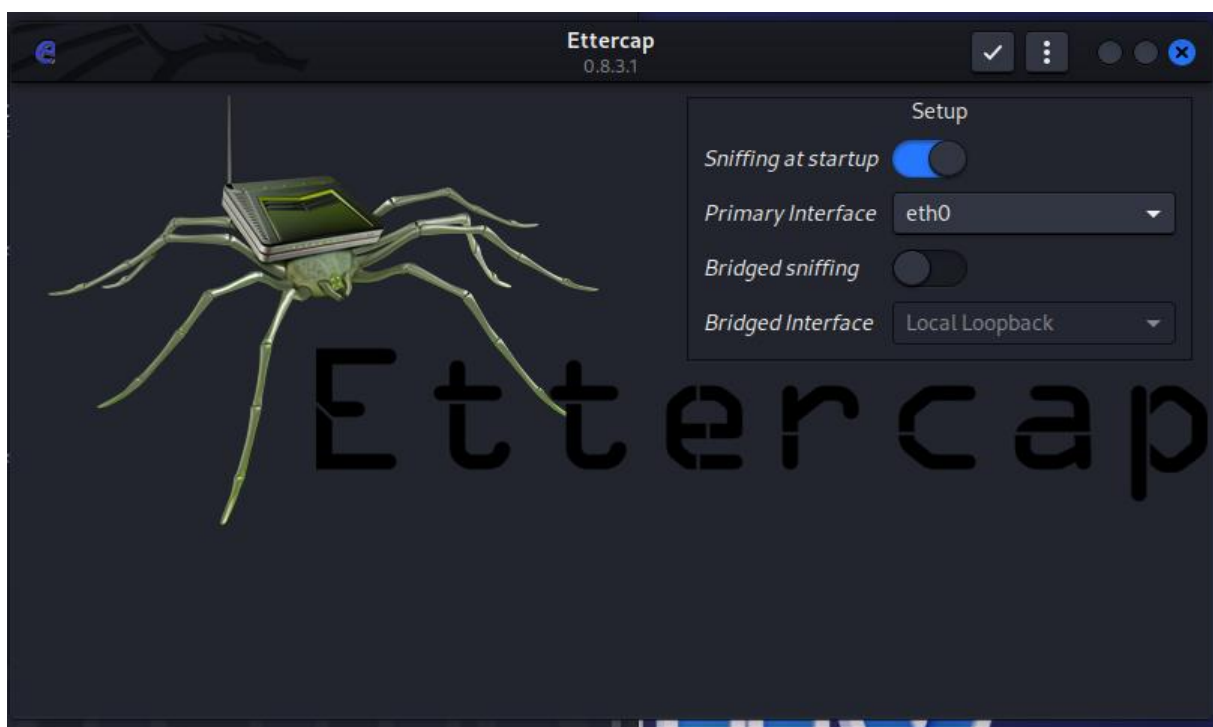 Ettercap
0.8.3.1
Setup
Sniffing at startup
Primary Interface eth0
Bridged sniffing
Bridged Interface Local Loopback
Ettercap